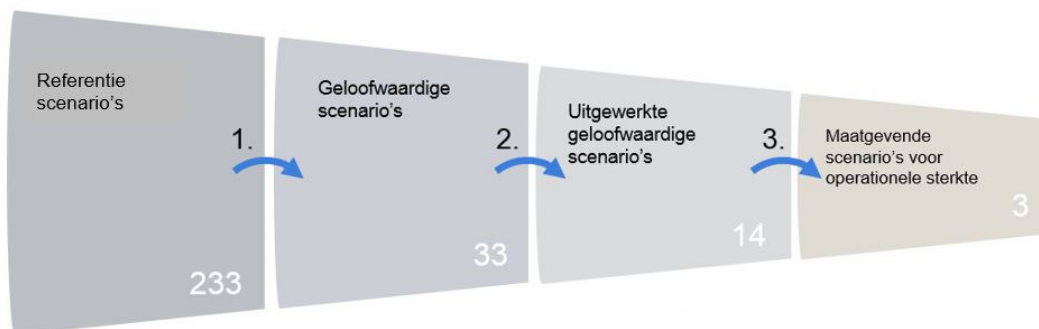 Referentie
scenario's
1.
233
Geloofwaardige
scenario's
2.
33
Uitgewerkte
geloofwaardige
scenario's
3.
14
Maatgevende
scenario's voor
operationele sterkte
3